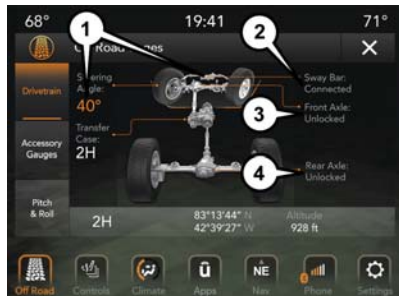 68° 19:41 71°
1 2
Off Road Gauges
Drivetrain
Steering
Angle:
40°
Sway Bar:
Connected
3
Front Axle:
Unlocked
Transfer
Case:
2H
Accessory
Gauges
4
Rear Axle:
Unlocked
Pitch
& Roll
2H
83°13'44" N
42°39'27" W
Altitude
928 ft
NE
Off Road Controls Climate Apps Nav Phone Settings